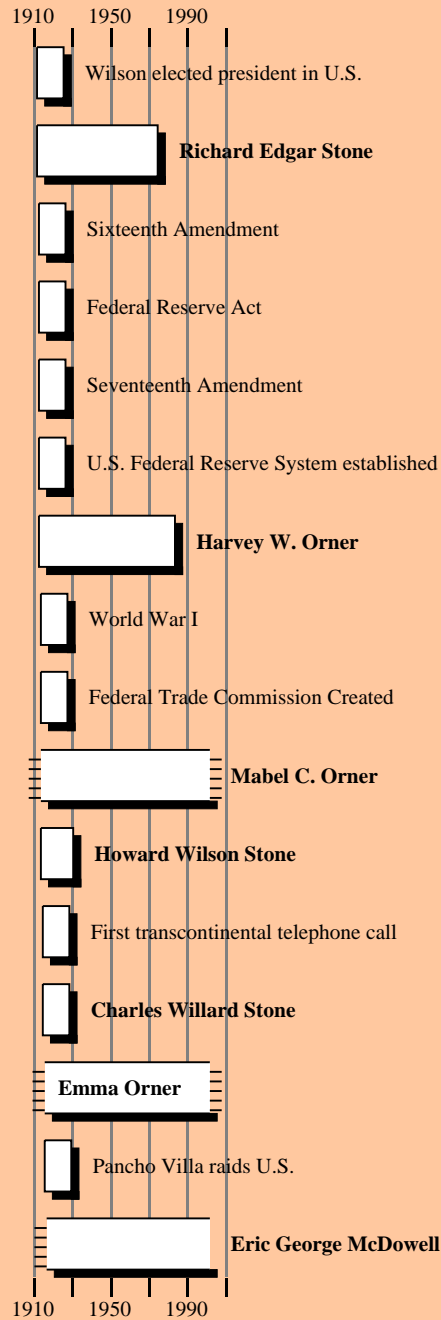 1910 1950 1990
Wilson elected president in U.S.
Richard Edgar Stone
Sixteenth Amendment
Federal Reserve Act
Seventeenth Amendment
U.S. Federal Reserve System established
Harvey W. Orner
World War I
Federal Trade Commission Created
Mabel C. Orner
Howard Wilson Stone
First transcontinental telephone call
Charles Willard Stone
Emma Orner
Pancho Villa raids U.S.
Eric George McDowell
1910 1950 1990